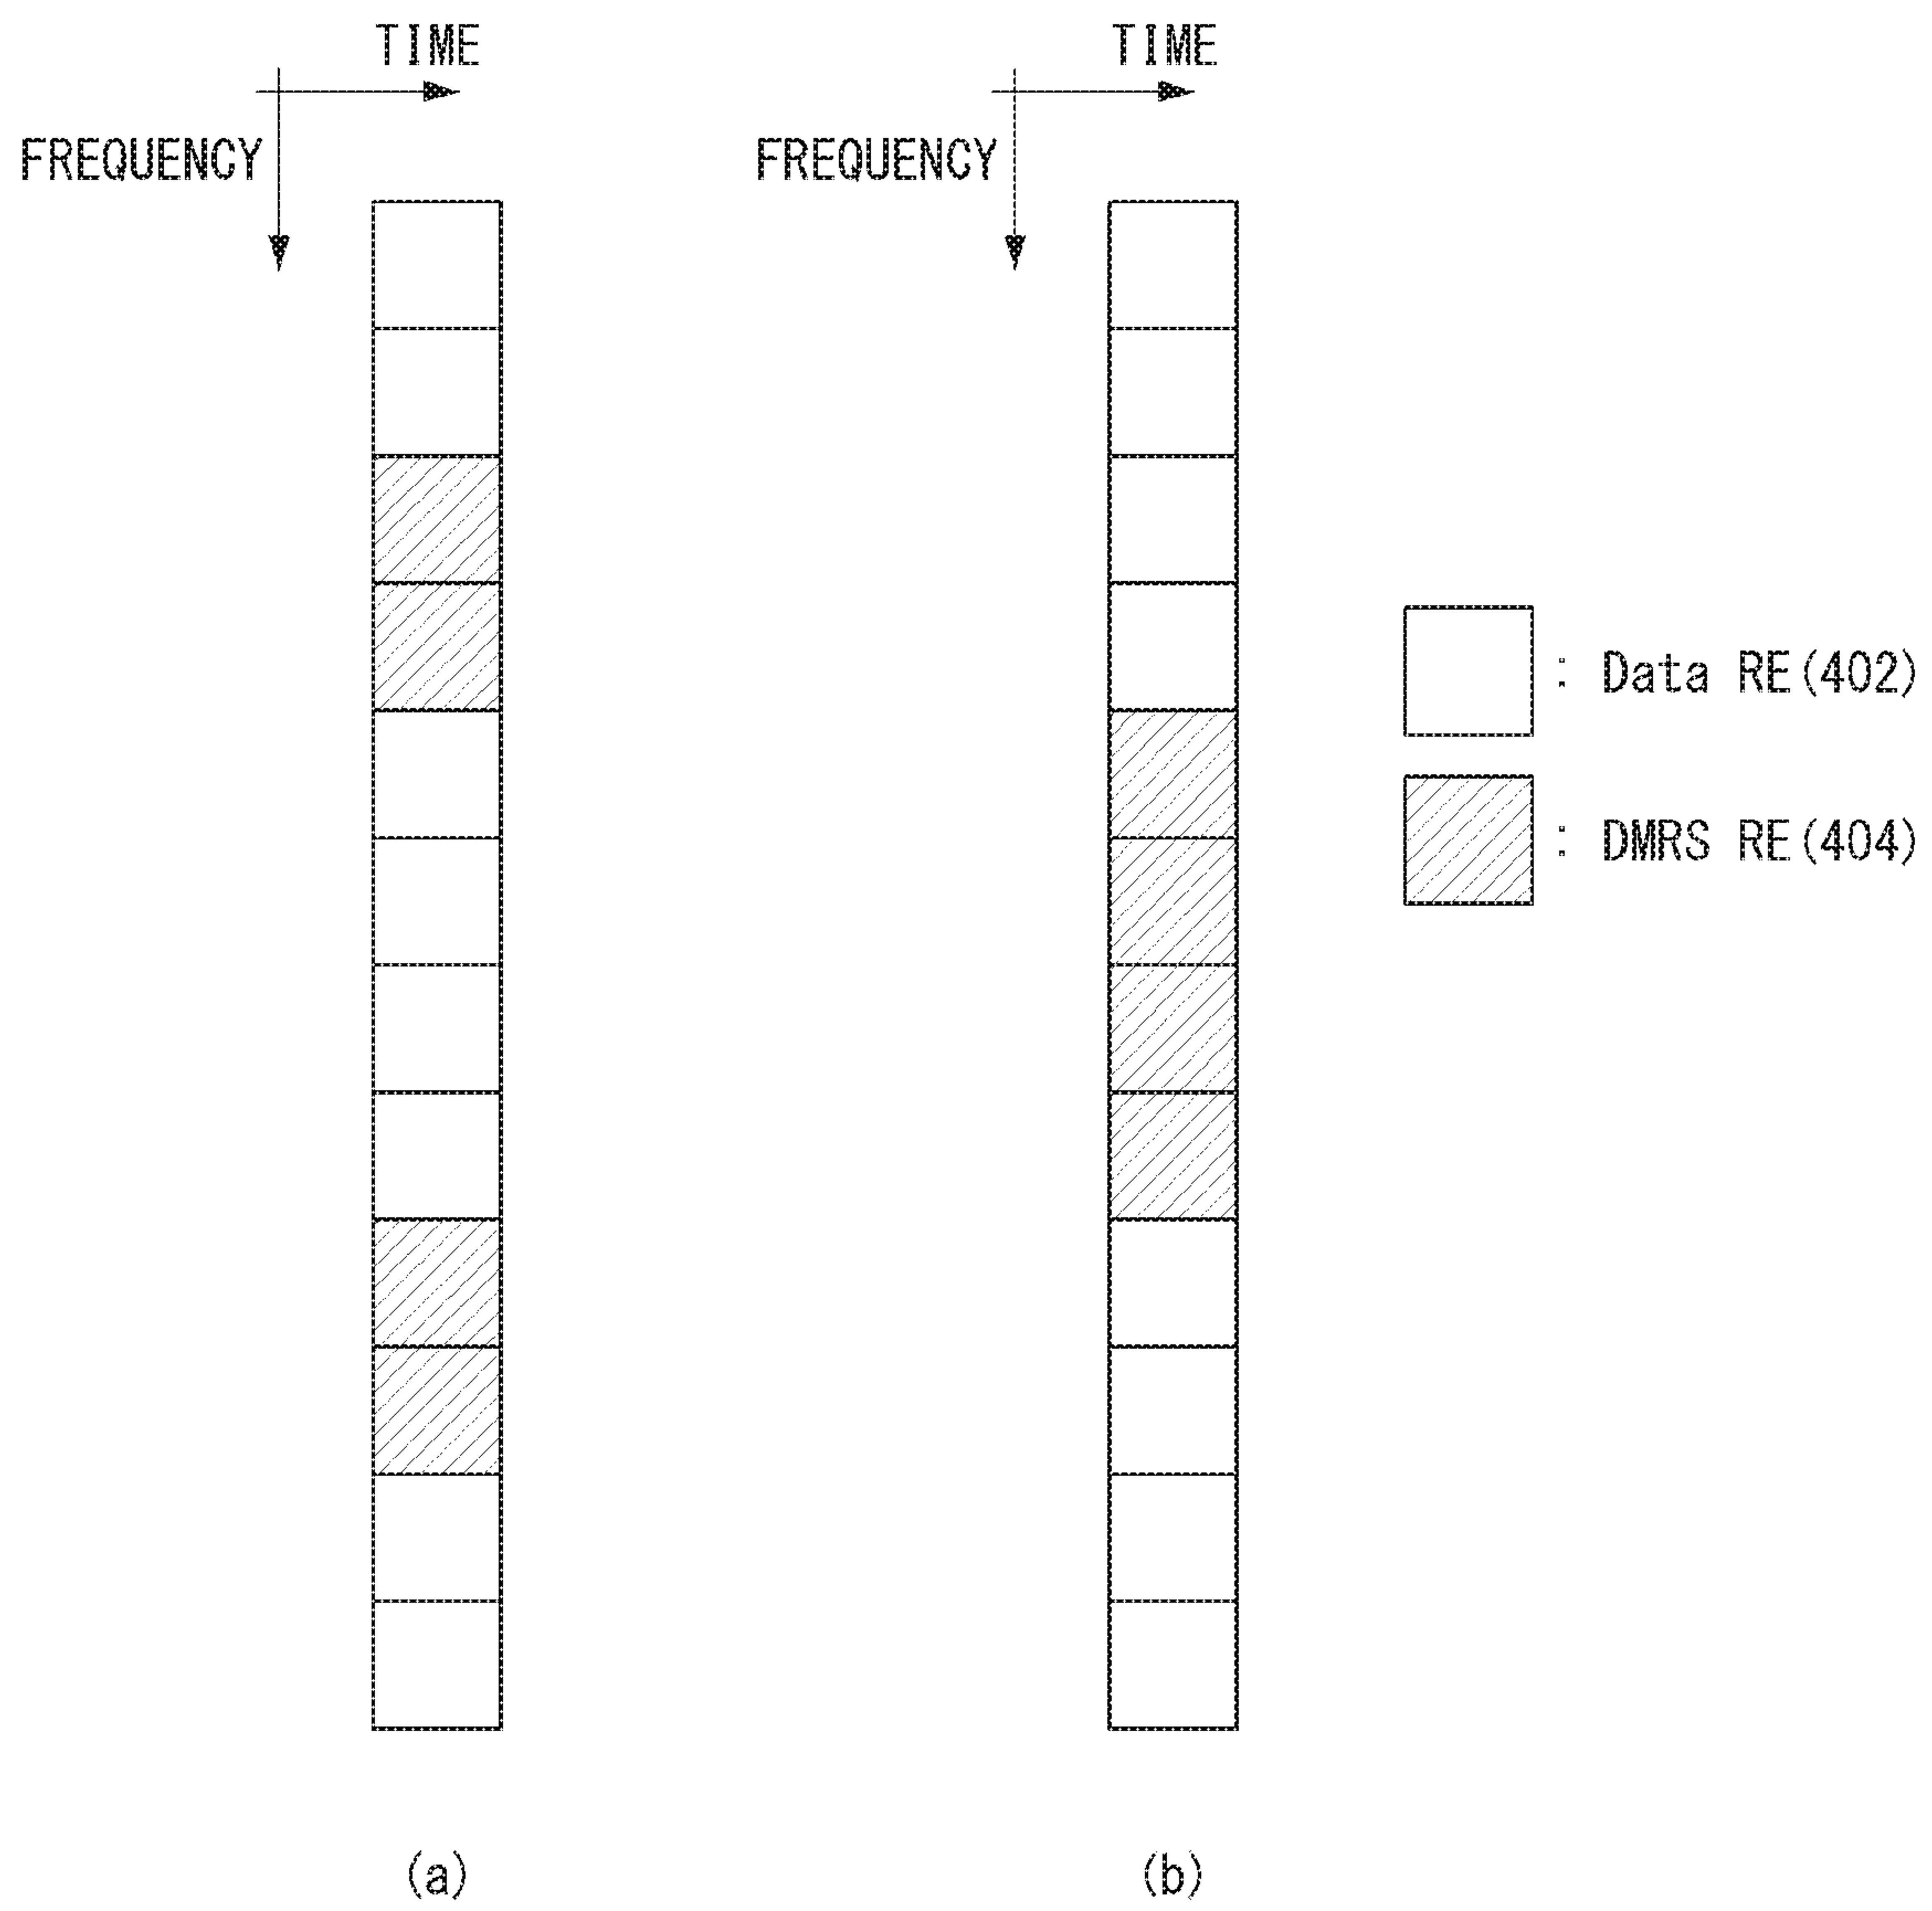 TIME
FREQUENCY
TIME
FREQUENCY
: Data RE(402)
: DMRS RE(404)
(a)
(b)